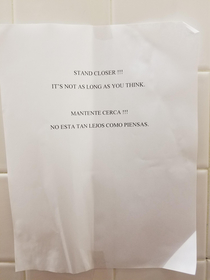 STAND CLOSER !!!
IT'S NOT AS LONG AS YOU THINK.
MANTENTE CERCA !!!
NO ESTA TAN LEJOS COMO PIENSAS.